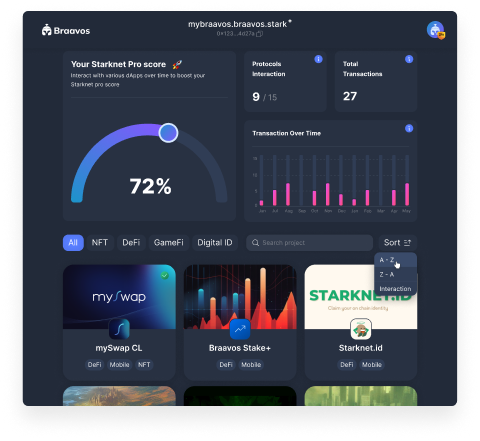 Braavos
mybraavos.braavos.stark
0x123...4d27a
Your Starknet Pro score 🚀
Interact with various dApps over time to boost your
Starknet pro score
72%
Protocols
Interaction
9 / 15
Total
Transactions
27
Transaction Over Time
15
10
5
0
Jan Jul Aug Sep Oct Nov Dec Jan Feb Mar Apr May
All NFT DeFi GameFi Digital ID
Search project
Sort
A - Z
Z - A
Interaction
mySwap
mySwap CL
DeFi Mobile NFT
Braavos Stake+
DeFi Mobile
STARKNET.ID
Claim your on chain identity
Starknet.id
DeFi Mobile